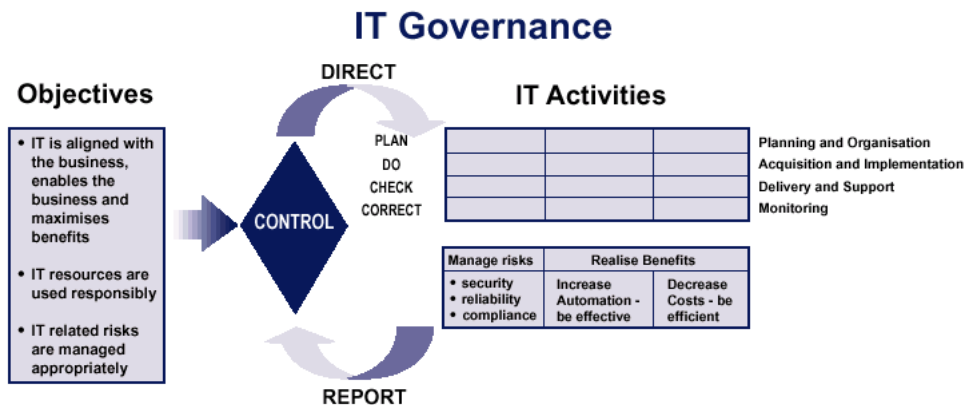 IT Governance
DIRECT
Objectives
IT Activities
• IT is aligned with
the business,
enables the
business and
maximises
benefits
• IT resources are
used responsibly
• IT related risks
are managed
appropriately
CONTROL
PLAN
DO
CHECK
CORRECT
Planning and Organisation
Acquisition and Implementation
Delivery and Support
Monitoring
Manage risks
• security
• reliability
• compliance
Realise Benefits
Increase
Automation -
be effective
Decrease
Costs - be
efficient
REPORT